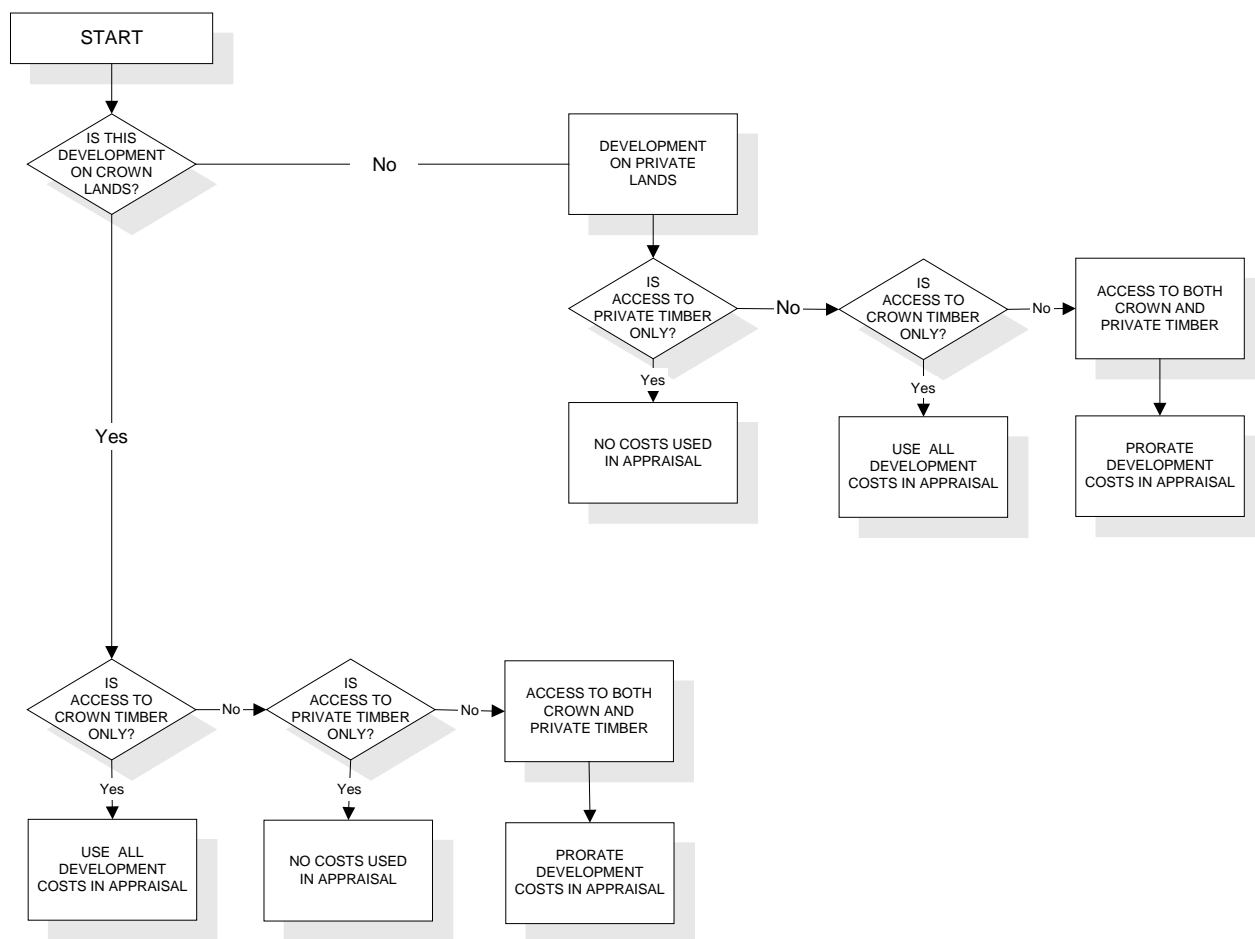 START
IS THIS
DEVELOPMENT
ON CROWN
LANDS?
No
DEVELOPMENT
ON PRIVATE
LANDS
IS
ACCESS TO
PRIVATE TIMBER
ONLY?
No
IS
ACCESS TO
CROWN TIMBER
ONLY?
No
ACCESS TO BOTH
CROWN AND
PRIVATE TIMBER
Yes
Yes
NO COSTS USED
IN APPRAISAL
USE ALL
DEVELOPMENT
COSTS IN APPRAISAL
PRORATE
DEVELOPMENT
COSTS IN APPRAISAL
Yes
IS
ACCESS TO
CROWN TIMBER
ONLY?
No
IS
ACCESS TO
PRIVATE TIMBER
ONLY?
No
ACCESS TO BOTH
CROWN AND
PRIVATE TIMBER
Yes
Yes
USE ALL
DEVELOPMENT
COSTS IN APPRAISAL
NO COSTS USED
IN APPRAISAL
PRORATE
DEVELOPMENT
COSTS IN APPRAISAL